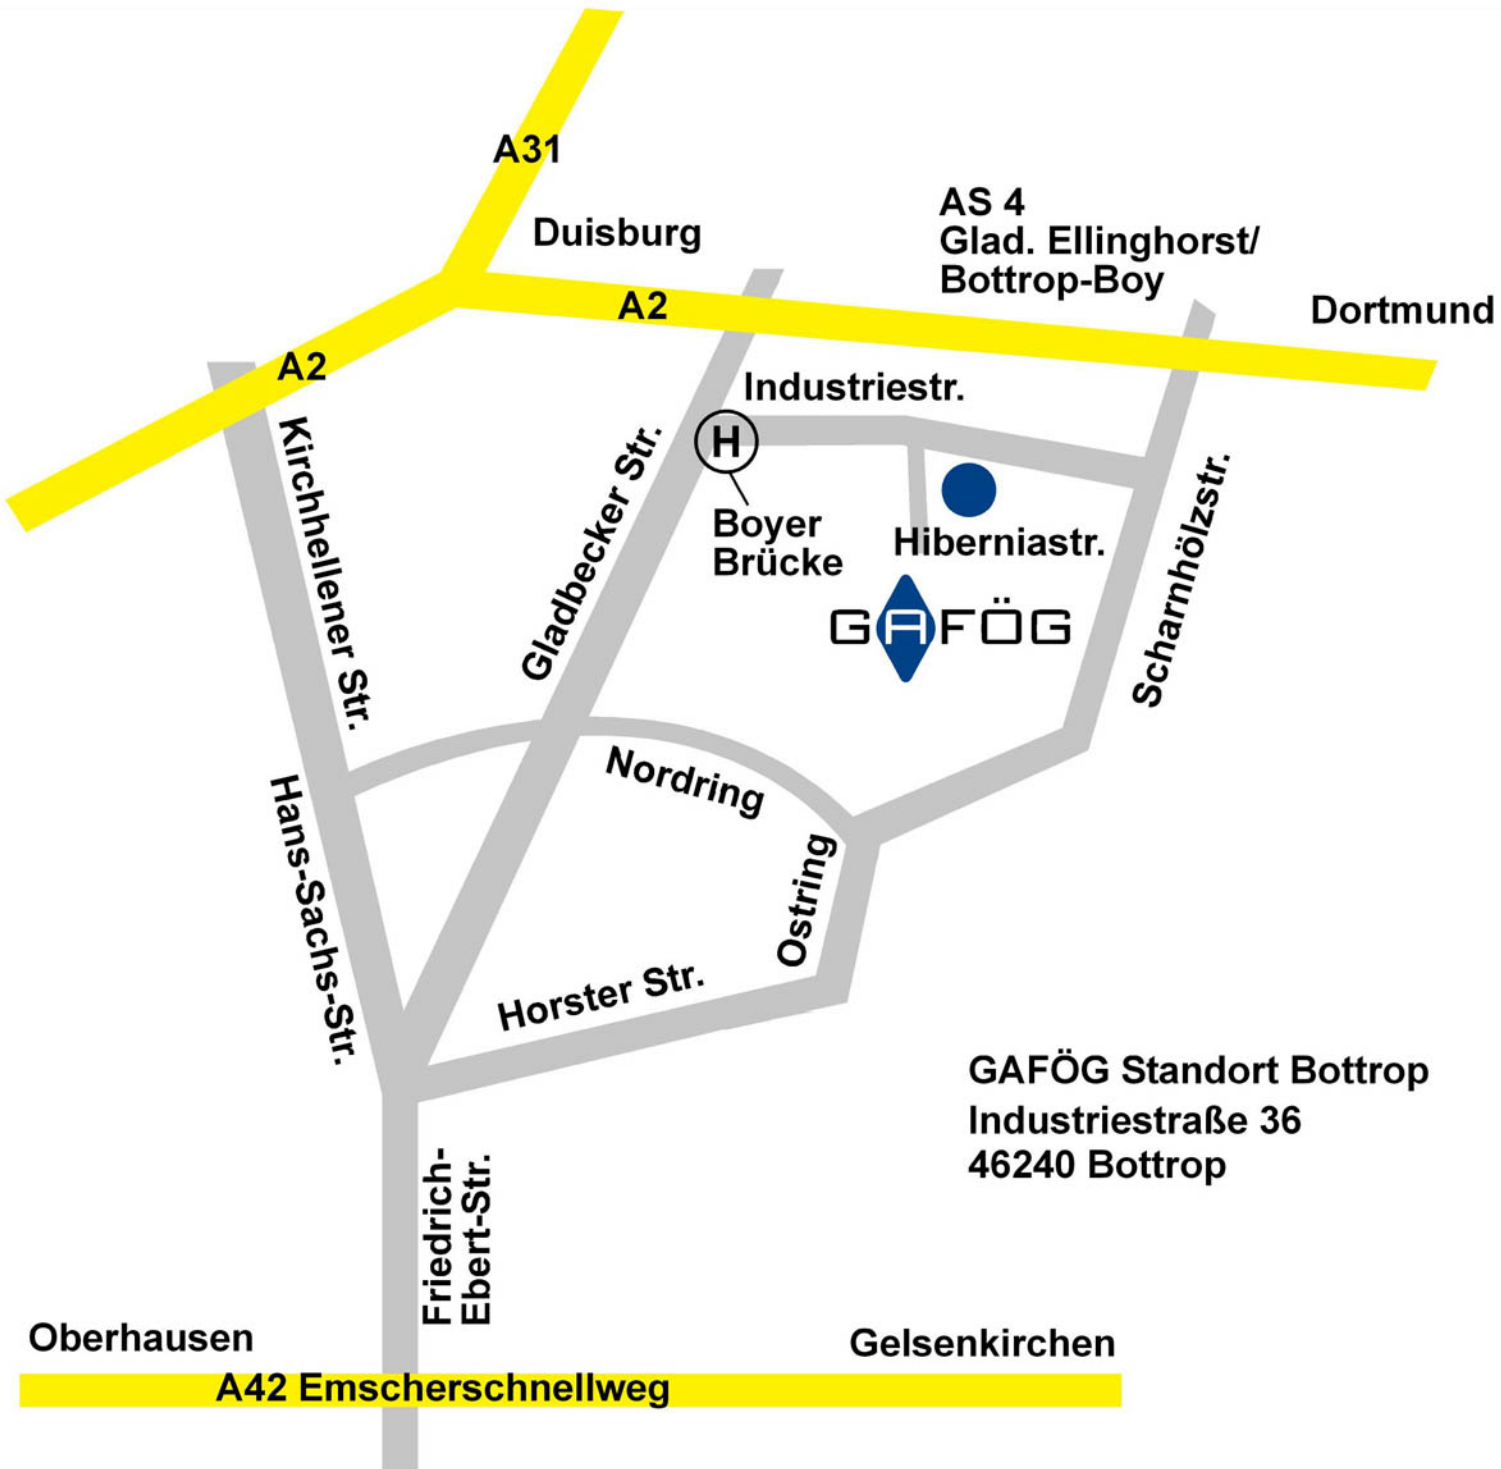 A31
Duisburg
AS 4
Glad. Ellinghorst/
Bottrop-Boy
Dortmund
A2
A2
Industriestr.
Kirchhellener Str.
Gladbecker Str.
H
Boyer
Brücke
Hiberniastr.
Scharnhölzstr.
GAFÖG
Nordring
Hans-Sachs-Str.
Ostring
Horster Str.
GAFÖG Standort Bottrop
Industriestraße 36
46240 Bottrop
Friedrich-
Ebert-Str.
Oberhausen
Gelsenkirchen
A42 Emscherschnellweg